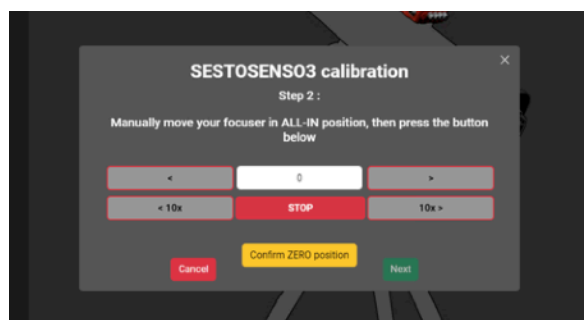 ×
SESTOSENSO3 calibration
Step 2 :
Manually move your focuser in ALL-IN position, then press the button
below
< 0 >
< 10x STOP 10x >
Confirm ZERO position
Cancel Next